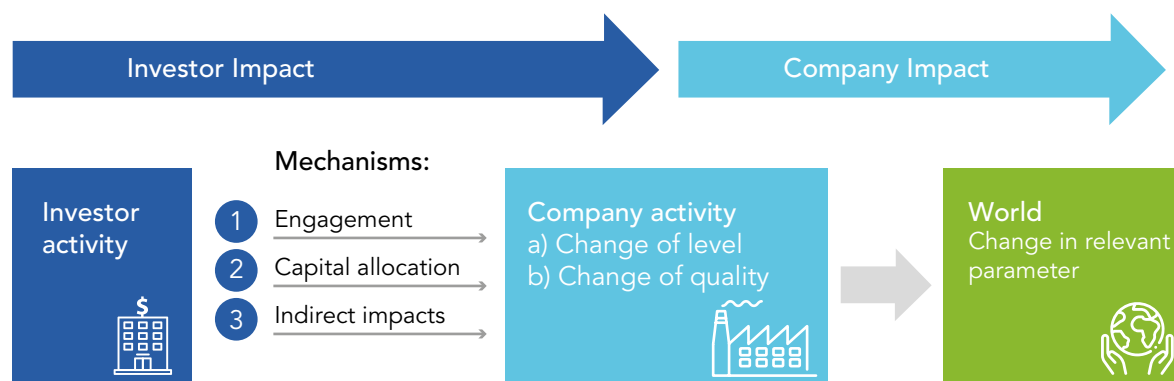 Investor Impact
Company Impact
Mechanisms:
Investor
activity
1 Engagement
2 Capital allocation
3 Indirect impacts
Company activity
a) Change of level
b) Change of quality
World
Change in relevant
parameter
$